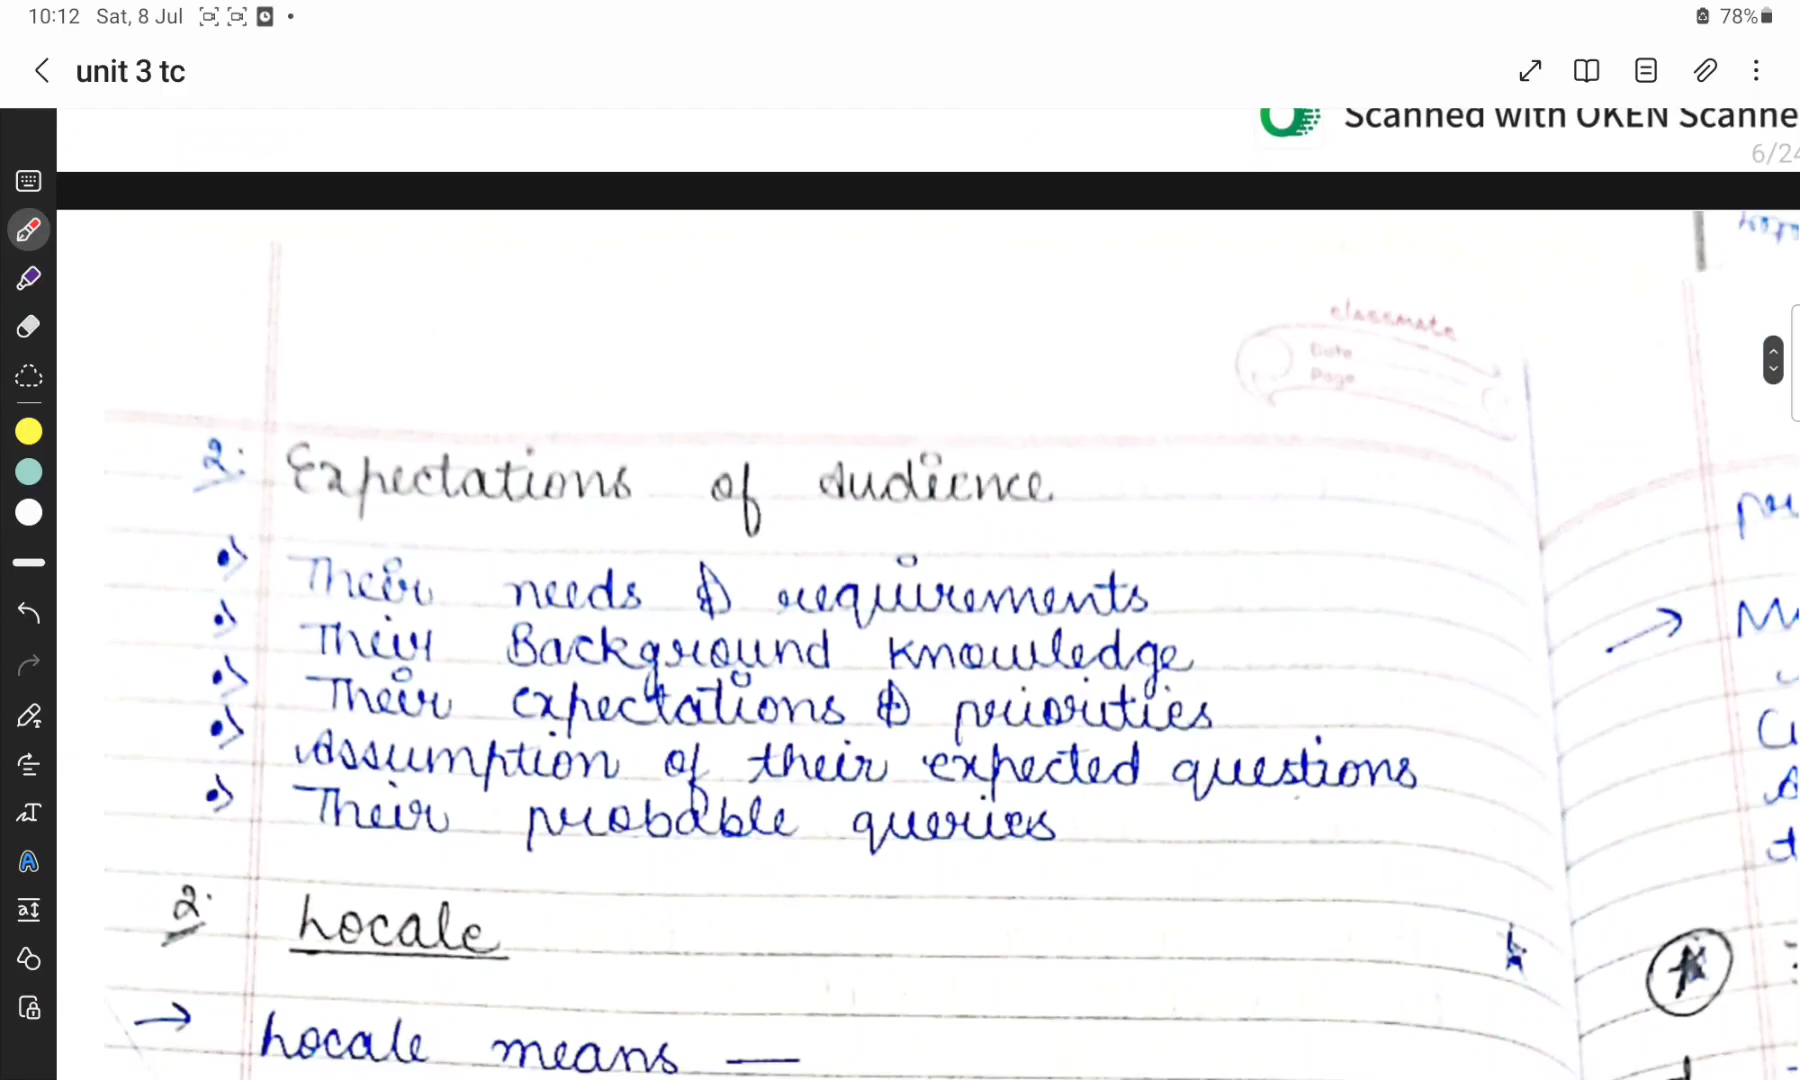 10:12 Sat, 8 Jul
78%
unit 3 tc
Scanned with OKEN Scanne
6/24
classmate
Date
Page
2: Expectations of Audience
•> Their needs & requirements
•> Their Background knowledge
•> Their expectations & priorities
•> Assumption of their expected questions
•> Their probable queries
2. Locale
→ Locale means —